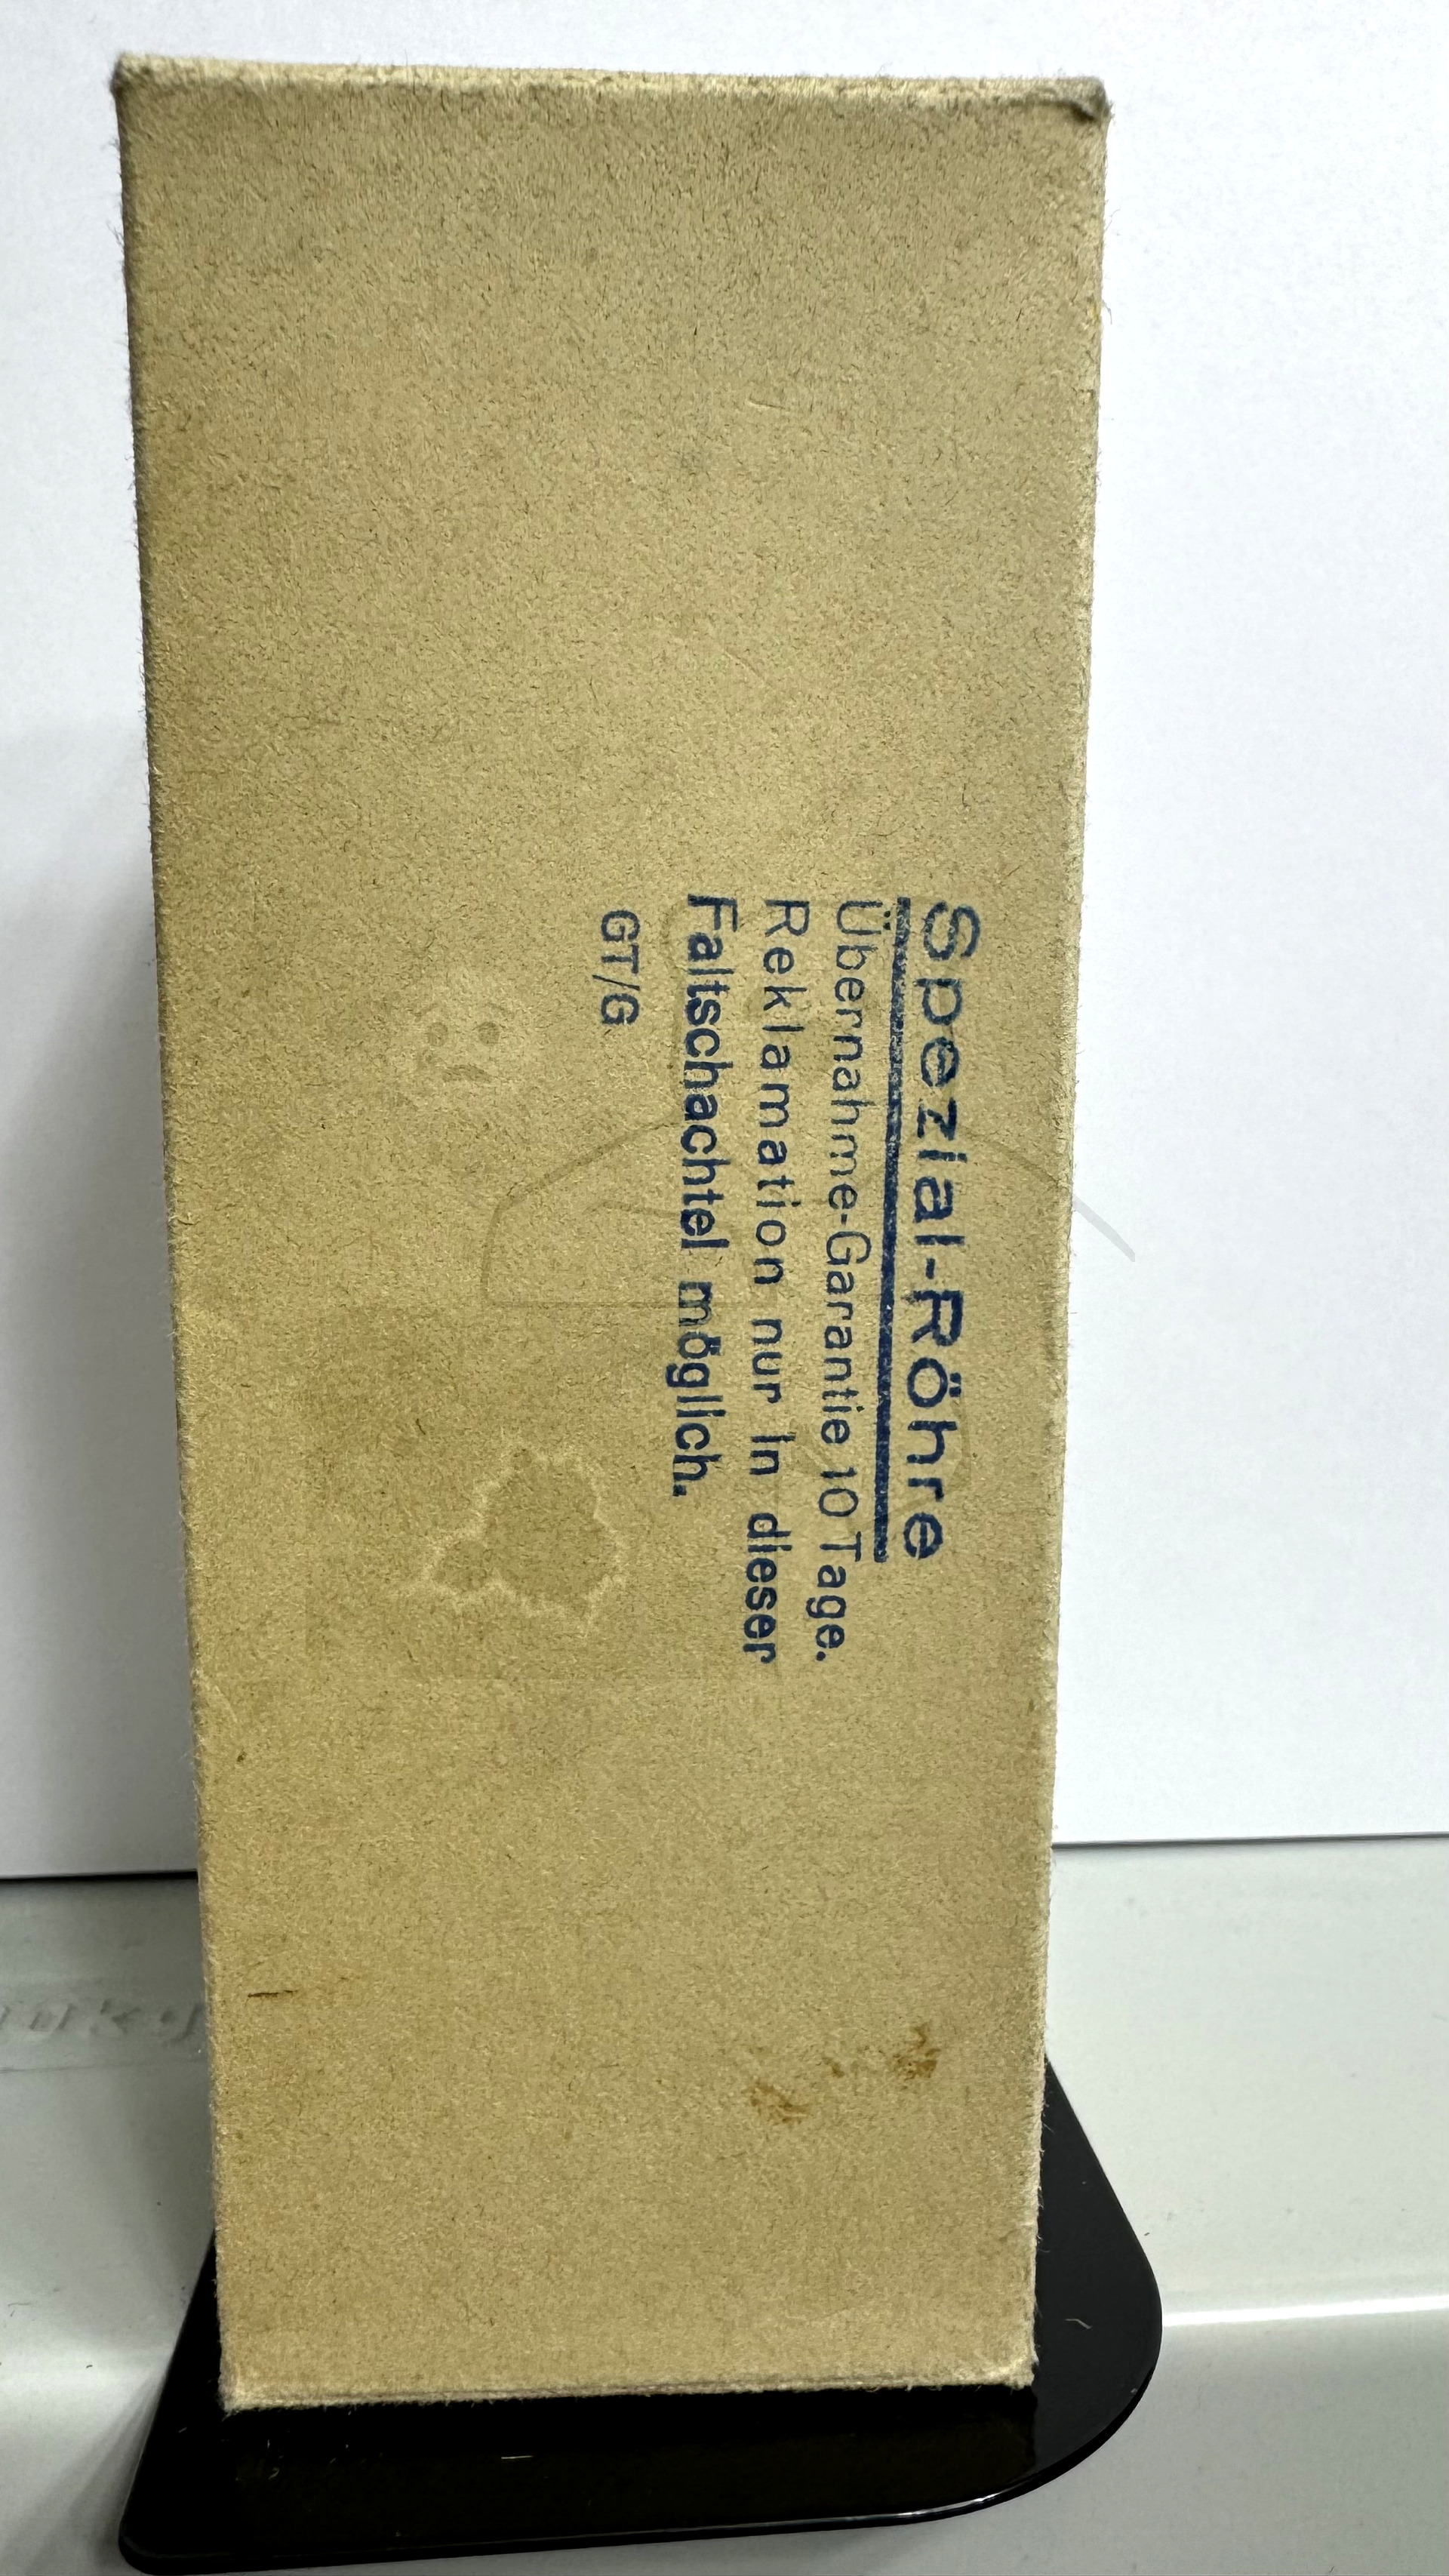 Spezial-Röhre
Übernahme-Garantie 10 Tage.
Reklamation nur in dieser
Faltschachtel möglich.
GT/G